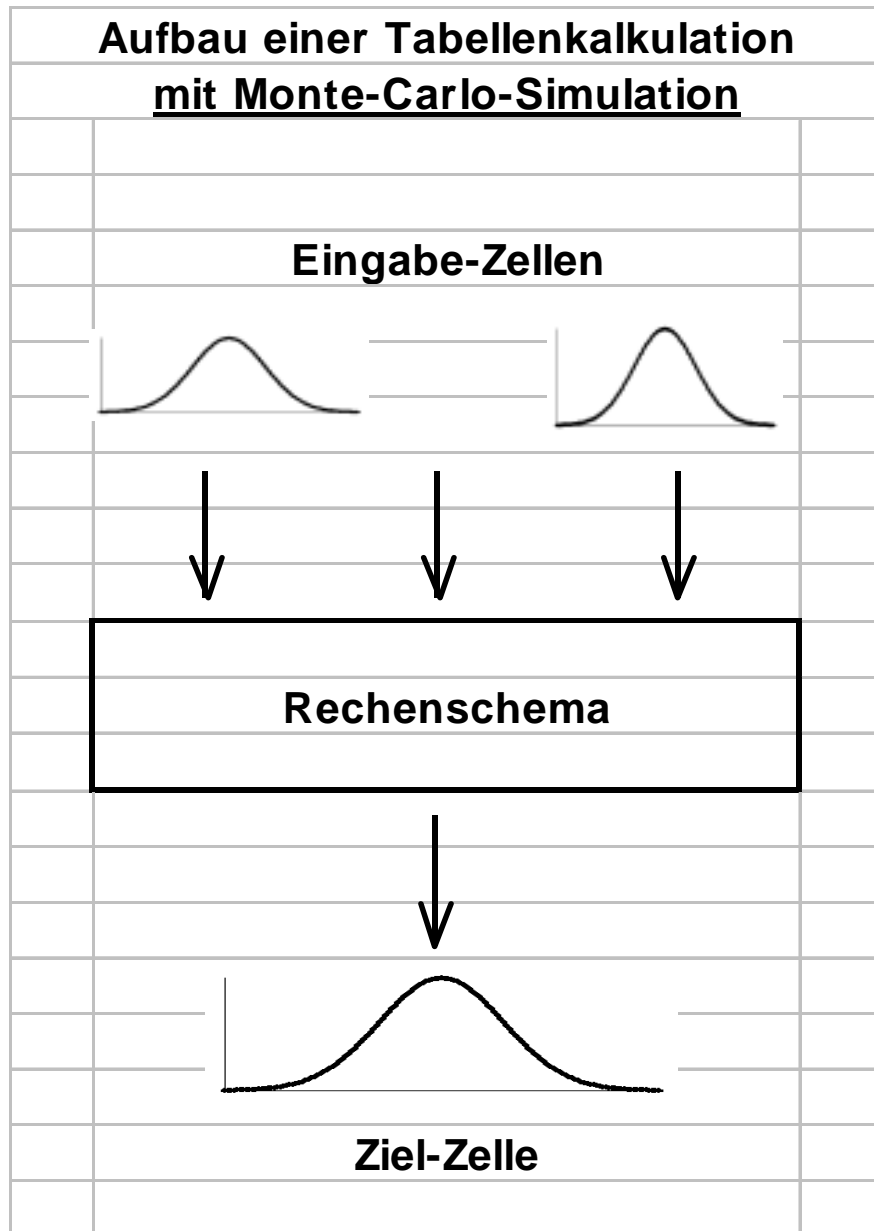 Aufbau einer Tabellenkalkulation
mit Monte-Carlo-Simulation
Eingabe-Zellen
Rechenschema
Ziel-Zelle